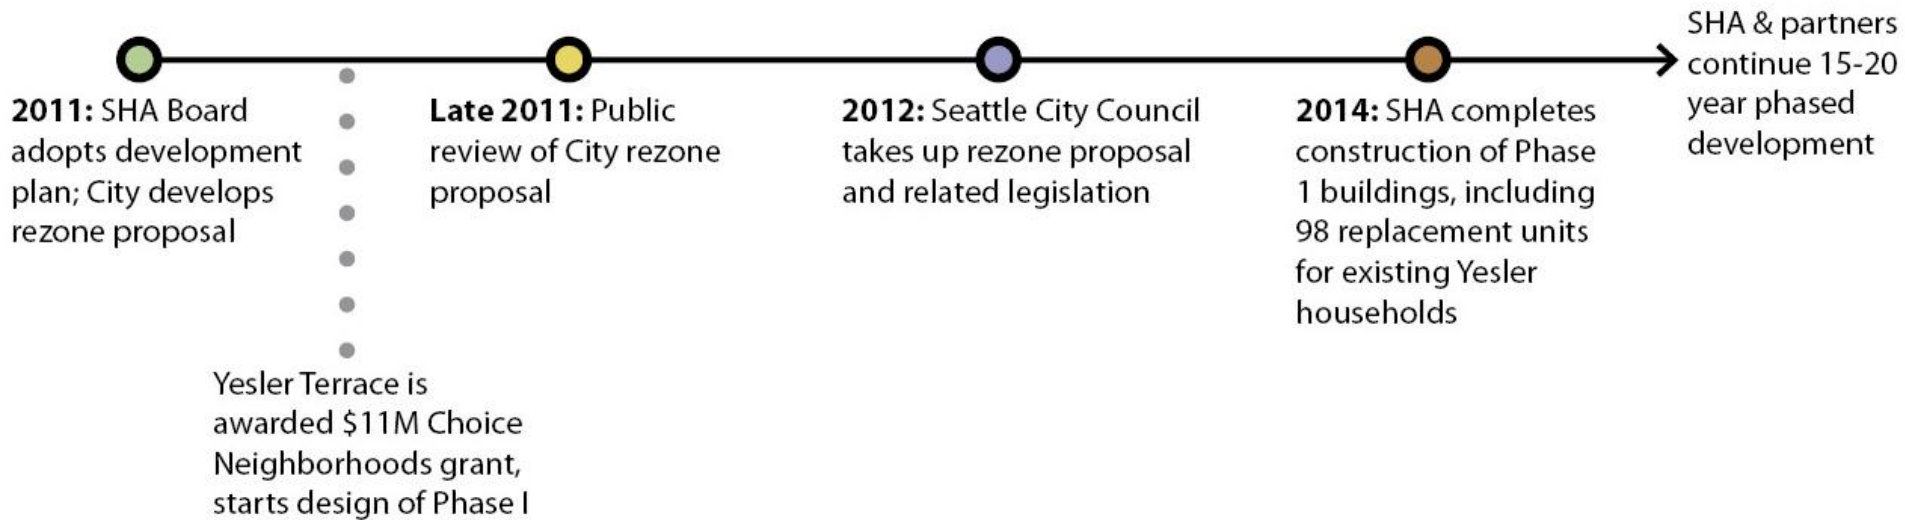 2011: SHA Board
adopts development
plan; City develops
rezone proposal
Yesler Terrace is
awarded $11M Choice
Neighborhoods grant,
starts design of Phase I
Late 2011: Public
review of City rezone
proposal
2012: Seattle City Council
takes up rezone proposal
and related legislation
2014: SHA completes
construction of Phase
1 buildings, including
98 replacement units
for existing Yesler
households
SHA & partners
continue 15-20
year phased
development